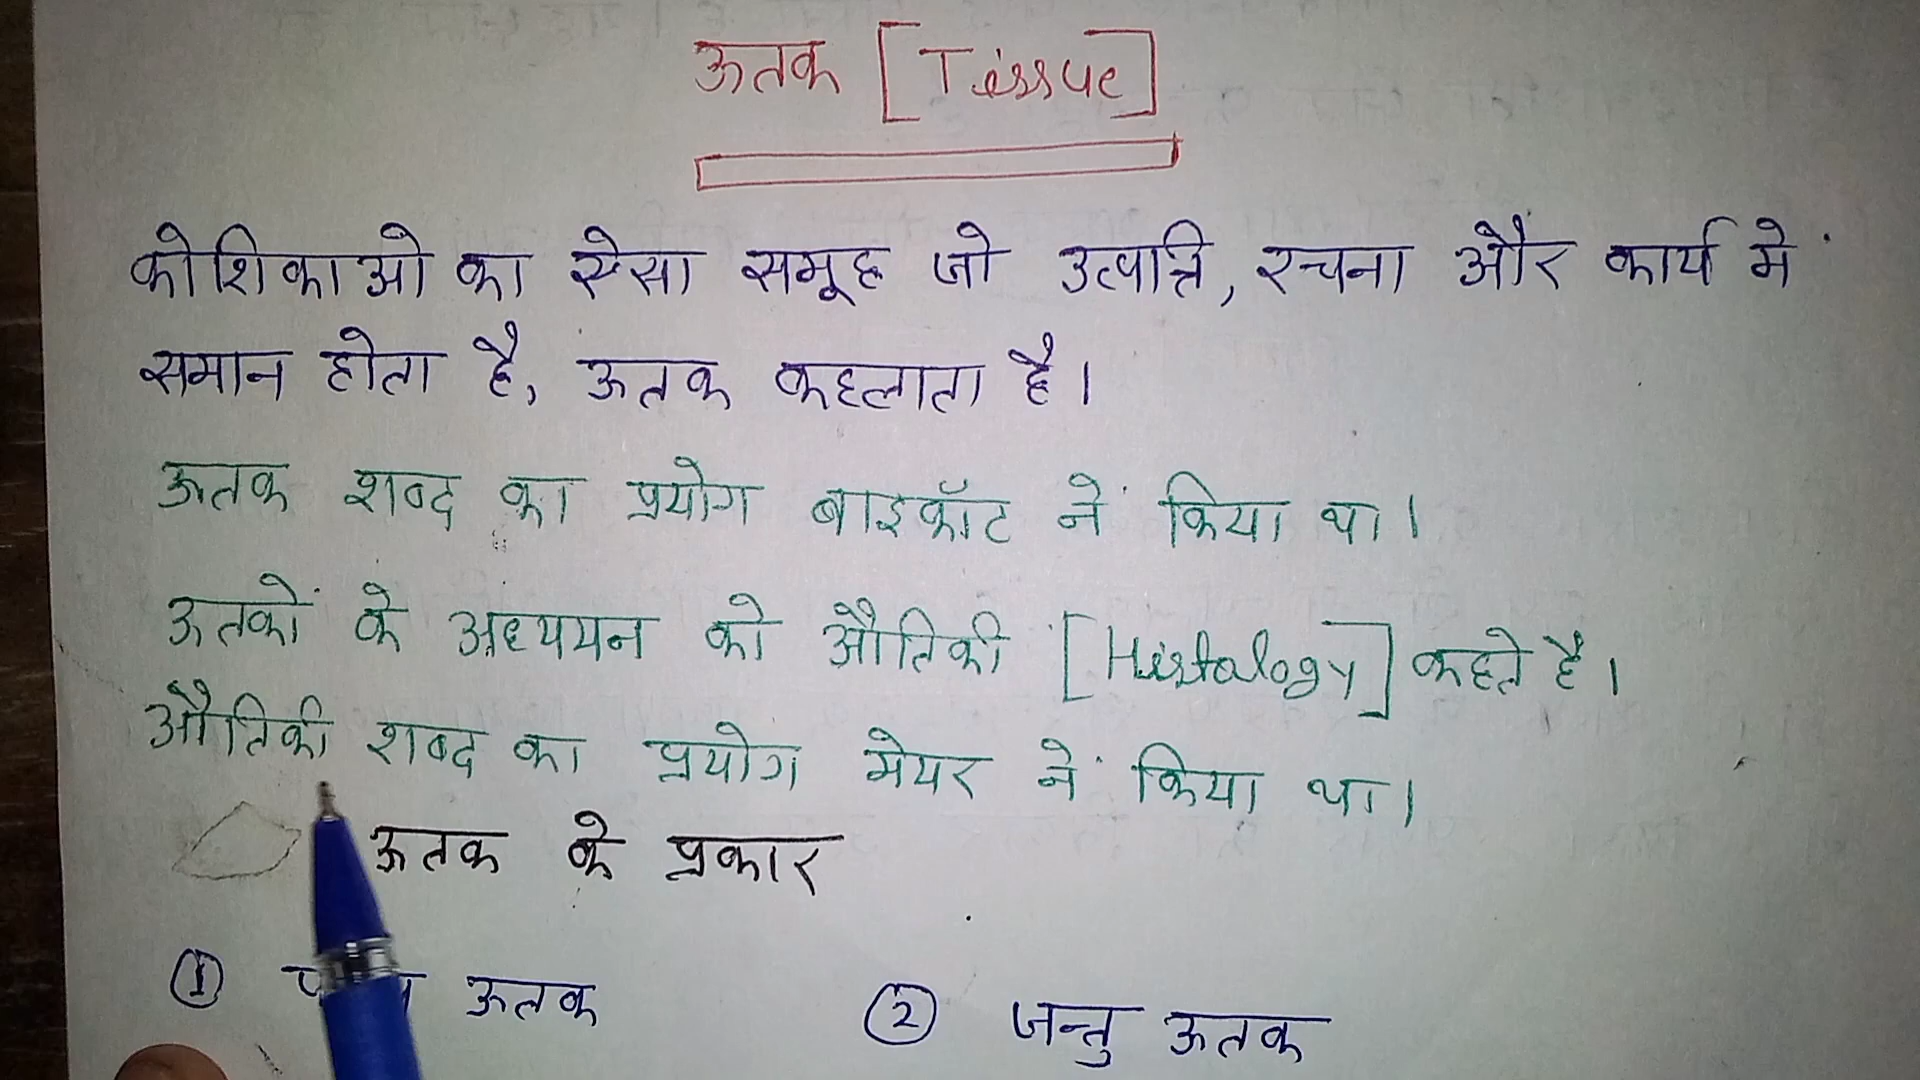 ऊतक [Tissue]
कोशिकाओ का ऐसा समूह जो उत्पत्ति, रचना और कार्य में
समान होता है, ऊतक कहलाता है।
ऊतक शब्द का प्रयोग बाइकॉट नें किया था।
ऊतकों के अध्ययन को औतिकी [Histalogy] कहते है।
औतिकी शब्द का प्रयोग मेयर नें किया था।
ऊतक के प्रकार
① ऊतक
② जन्तु ऊतक